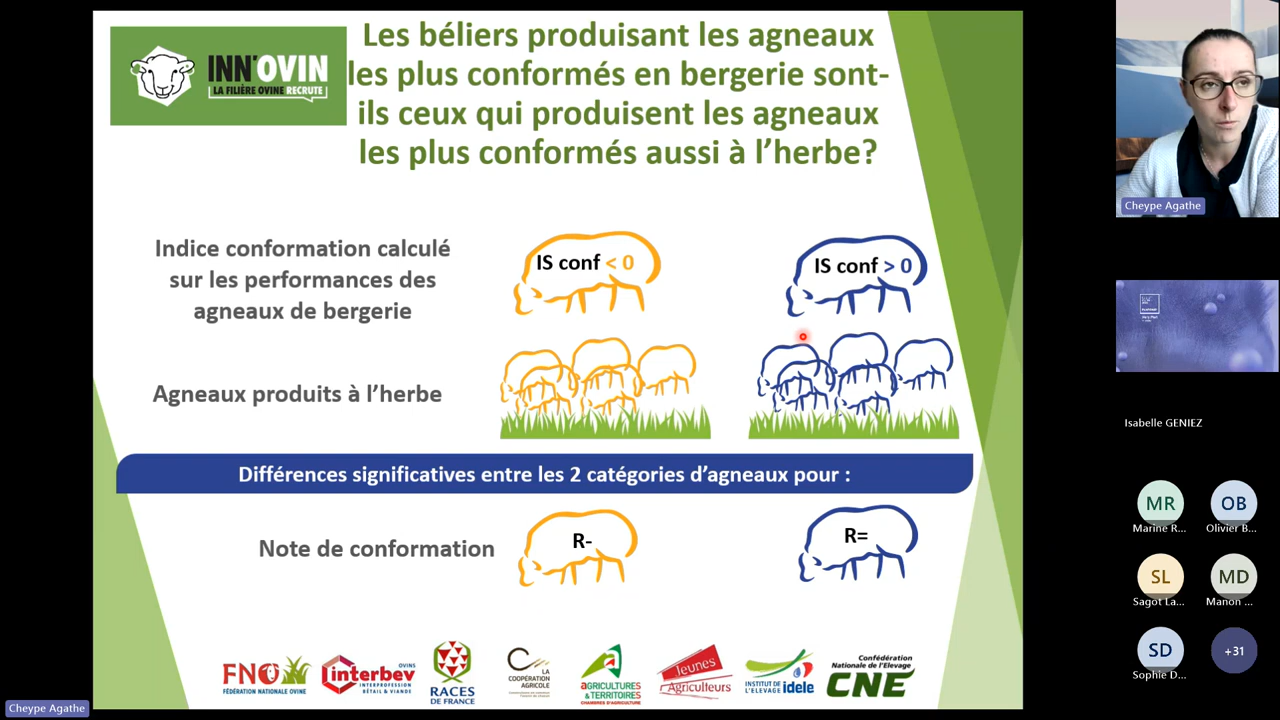 Les béliers produisant les agneaux
les plus conformés en bergerie sont-
ils ceux qui produisent les agneaux
les plus conformés aussi à l'herbe?
INN'OVIN
LA FILIÈRE OVINE RECRUTE
Indice conformation calculé
sur les performances des
agneaux de bergerie
IS conf < 0
IS conf > 0
Agneaux produits à l'herbe
Différences significatives entre les 2 catégories d'agneaux pour :
Note de conformation
R-
R=
FNO
FÉDÉRATION NATIONALE OVINE
interbev
OVINS
INTERPROFESSION
BÉTAIL & VIANDE
RACES
DE FRANCE
LA
COOPÉRATION
AGRICOLE
AGRICULTURES
& TERRITOIRES
CHAMBRES D'AGRICULTURE
Jeunes
Agriculteurs
INSTITUT DE
L'ELEVAGE idele
Confédération
Nationale de l'Elevage
CNE
Cheype Agathe
Cheype Agathe
Isabelle GENIEZ
MR
Marine R...
OB
Olivier B...
SL
Sagot La...
MD
Manon ...
SD
Sophie D...
+31